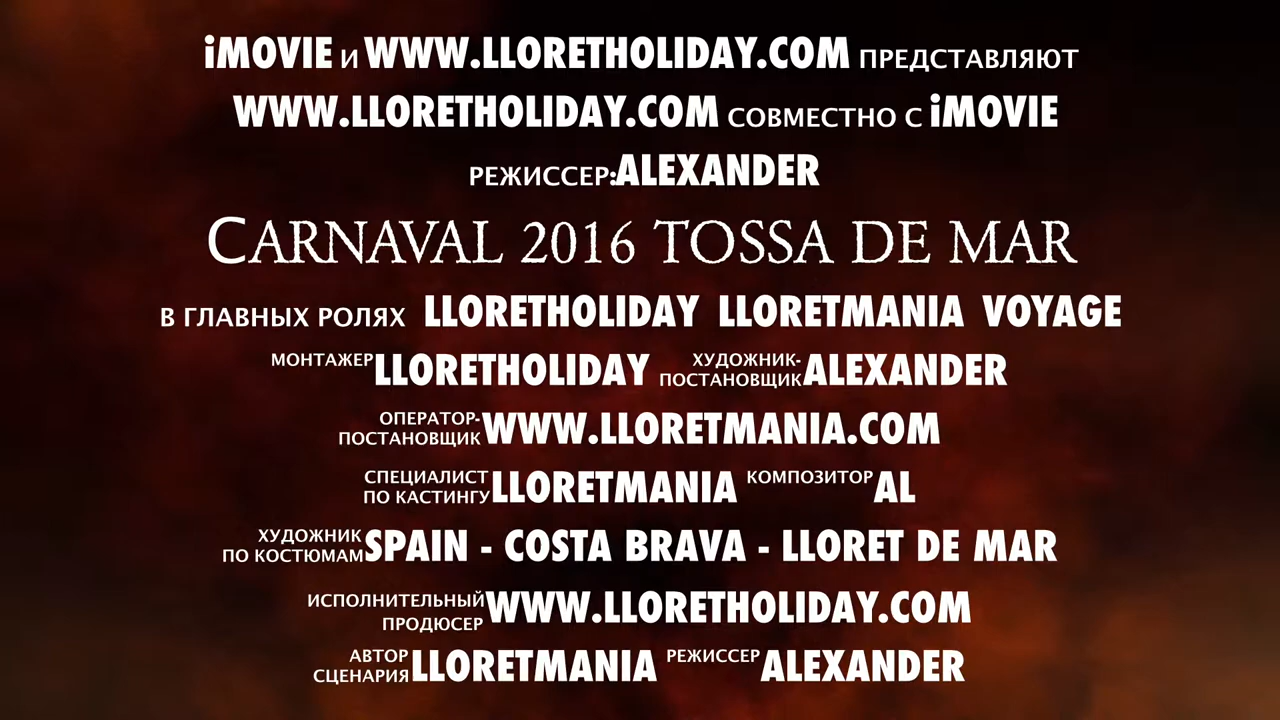 iMOVIE И WWW.LLORETHOLIDAY.COM ПРЕДСТАВЛЯЮТ
WWW.LLORETHOLIDAY.COM СОВМЕСТНО С iMOVIE
РЕЖИССЕР:ALEXANDER
CARNAVAL 2016 TOSSA DE MAR
В ГЛАВНЫХ РОЛЯХ LLORETHOLIDAY LLORETMANIA VOYAGE
МОНТАЖЕР LLORETHOLIDAY ХУДОЖНИК-ПОСТАНОВЩИК ALEXANDER
ОПЕРАТОР-ПОСТАНОВЩИК WWW.LLORETMANIA.COM
СПЕЦИАЛИСТ ПО КАСТИНГУ LLORETMANIA КОМПОЗИТОР AL
ХУДОЖНИК ПО КОСТЮМАМ SPAIN - COSTA BRAVA - LLORET DE MAR
ИСПОЛНИТЕЛЬНЫЙ ПРОДЮСЕР WWW.LLORETHOLIDAY.COM
АВТОР СЦЕНАРИЯ LLORETMANIA РЕЖИССЕР ALEXANDER